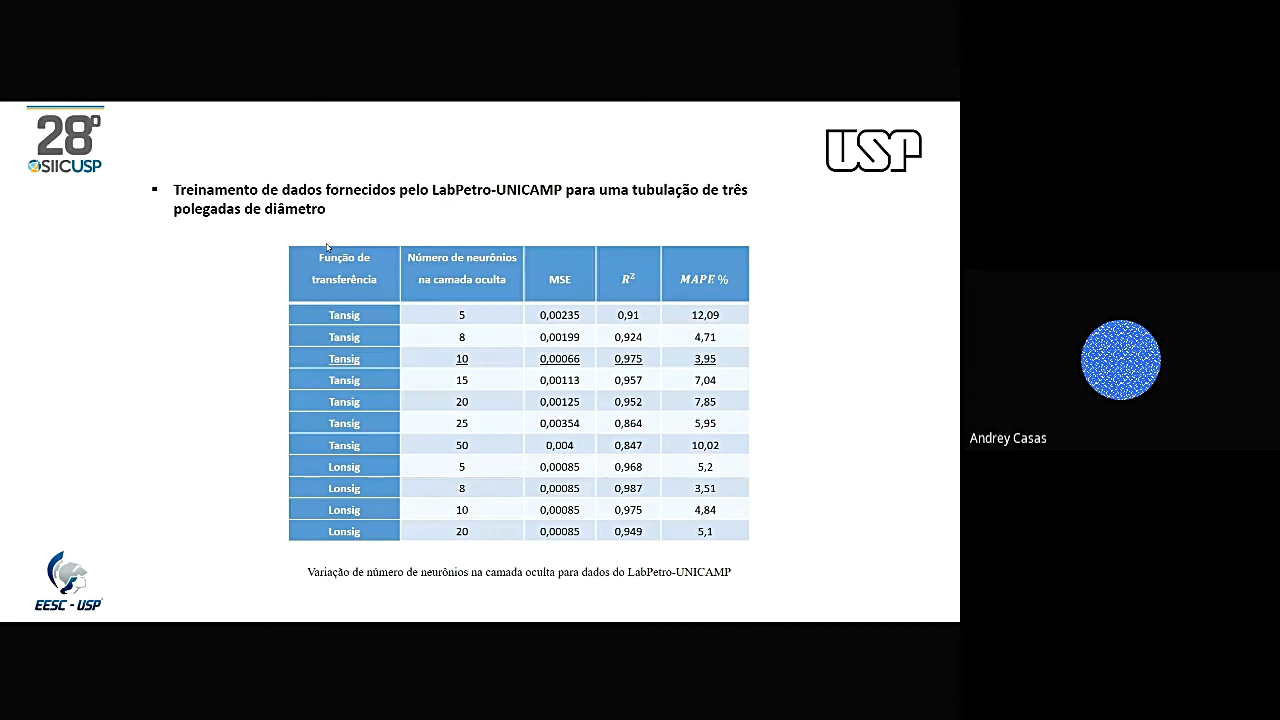 28º
SIICUSP
USP
▪ Treinamento de dados fornecidos pelo LabPetro-UNICAMP para uma tubulação de três
polegadas de diâmetro
Função de transferência Número de neurônios na camada oculta MSE R² MAPE %
Tansig 5 0,00235 0,91 12,09
Tansig 8 0,00199 0,924 4,71
Tansig 10 0,00066 0,975 3,95
Tansig 15 0,00113 0,957 7,04
Tansig 20 0,00125 0,952 7,85
Tansig 25 0,00354 0,864 5,95
Tansig 50 0,004 0,847 10,02
Lonsig 5 0,00085 0,968 5,2
Lonsig 8 0,00085 0,987 3,51
Lonsig 10 0,00085 0,975 4,84
Lonsig 20 0,00085 0,949 5,1
Variação de número de neurônios na camada oculta para dados do LabPetro-UNICAMP
EESC - USP
Andrey Casas